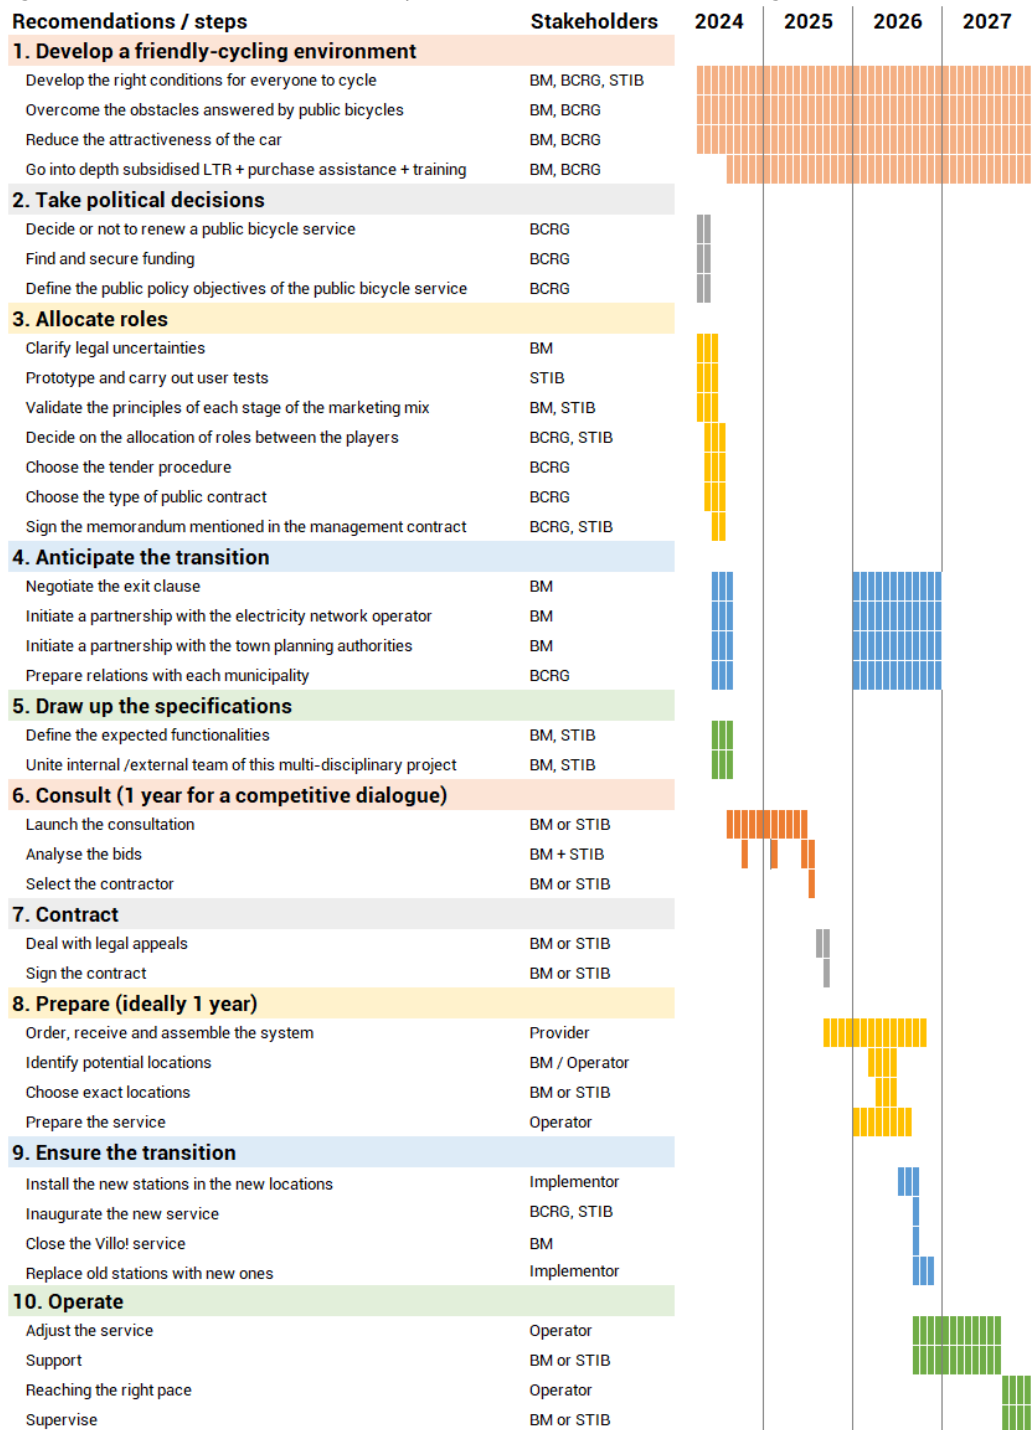 Recomendations / steps Stakeholders 2024 2025 2026 2027
1. Develop a friendly-cycling environment
Develop the right conditions for everyone to cycle BM, BCRG, STIB
Overcome the obstacles answered by public bicycles BM, BCRG
Reduce the attractiveness of the car BM, BCRG
Go into depth subsidised LTR + purchase assistance + training BM, BCRG
2. Take political decisions
Decide or not to renew a public bicycle service BCRG
Find and secure funding BCRG
Define the public policy objectives of the public bicycle service BCRG
3. Allocate roles
Clarify legal uncertainties BM
Prototype and carry out user tests STIB
Validate the principles of each stage of the marketing mix BM, STIB
Decide on the allocation of roles between the players BCRG, STIB
Choose the tender procedure BCRG
Choose the type of public contract BCRG
Sign the memorandum mentioned in the management contract BCRG, STIB
4. Anticipate the transition
Negotiate the exit clause BM
Initiate a partnership with the electricity network operator BM
Initiate a partnership with the town planning authorities BM
Prepare relations with each municipality BCRG
5. Draw up the specifications
Define the expected functionalities BM, STIB
Unite internal /external team of this multi-disciplinary project BM, STIB
6. Consult (1 year for a competitive dialogue)
Launch the consultation BM or STIB
Analyse the bids BM + STIB
Select the contractor BM or STIB
7. Contract
Deal with legal appeals BM or STIB
Sign the contract BM or STIB
8. Prepare (ideally 1 year)
Order, receive and assemble the system Provider
Identify potential locations BM / Operator
Choose exact locations BM or STIB
Prepare the service Operator
9. Ensure the transition
Install the new stations in the new locations Implementor
Inaugurate the new service BCRG, STIB
Close the Villo! service BM
Replace old stations with new ones Implementor
10. Operate
Adjust the service Operator
Support BM or STIB
Reaching the right pace Operator
Supervise BM or STIB